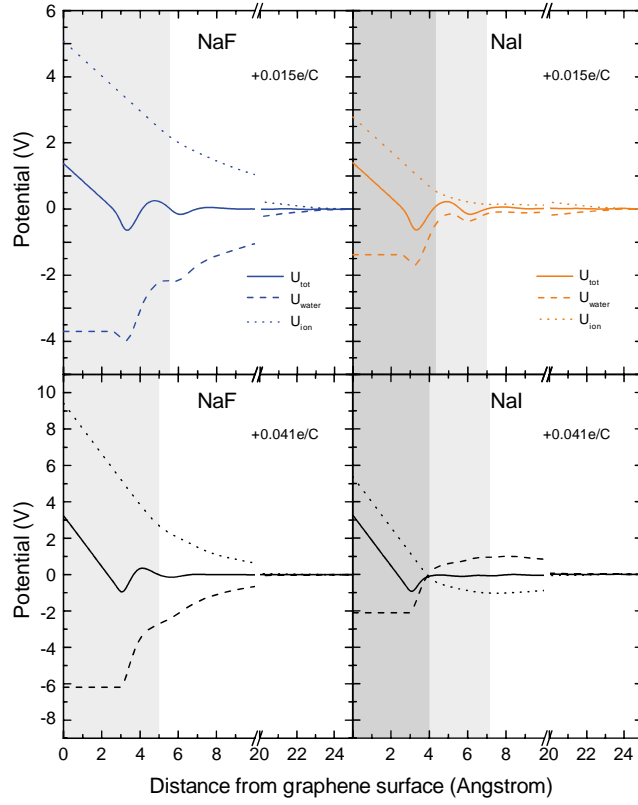 6
4
2
0
-2
-4
Potential (V)
NaF
+0.015e/C
U_tot
U_water
U_ion
NaI
+0.015e/C
U_tot
U_water
U_ion
10
8
6
4
2
0
-2
-4
-6
-8
Potential (V)
NaF
+0.041e/C
NaI
+0.041e/C
0 2 4 6 8 20 20 22 24
2 4 6 8 20 20 22 24
Distance from graphene surface (Angstrom)